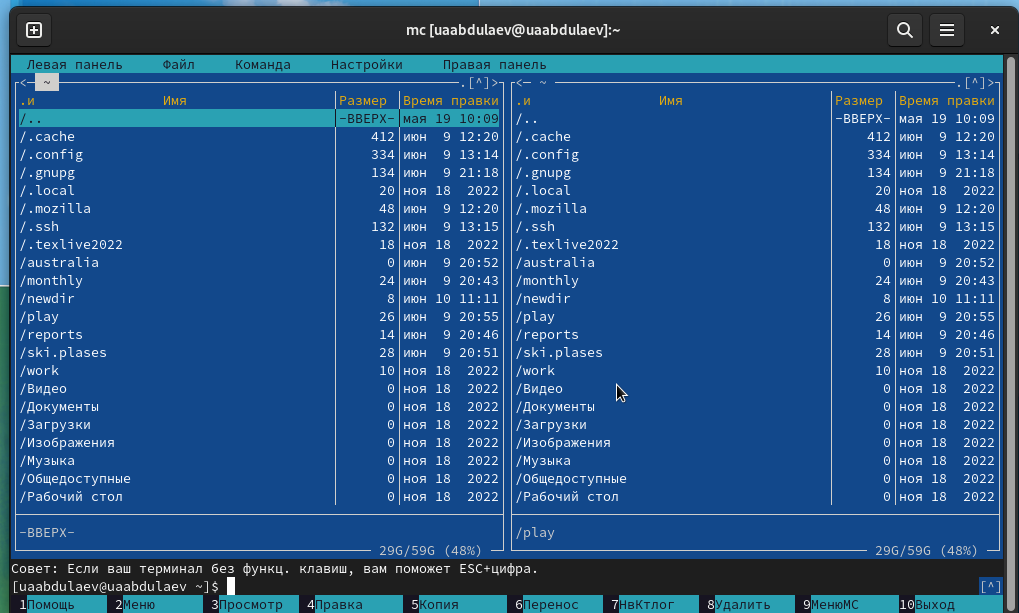 mc [uaabdulaev@uaabdulaev]:~
Левая панель Файл Команда Настройки Правая панель
<─ ~ .[^]> <─ ~ .[^]>
.и Имя Размер Время правки .и Имя Размер Время правки
/.. -ВВЕРХ- мая 19 10:09 /.. -ВВЕРХ- мая 19 10:09
/.cache 412 июн 9 12:20 /.cache 412 июн 9 12:20
/.config 334 июн 9 13:14 /.config 334 июн 9 13:14
/.gnupg 134 июн 9 21:18 /.gnupg 134 июн 9 21:18
/.local 20 ноя 18 2022 /.local 20 ноя 18 2022
/.mozilla 48 июн 9 12:20 /.mozilla 48 июн 9 12:20
/.ssh 132 июн 9 13:15 /.ssh 132 июн 9 13:15
/.texlive2022 18 ноя 18 2022 /.texlive2022 18 ноя 18 2022
/australia 0 июн 9 20:52 /australia 0 июн 9 20:52
/monthly 24 июн 9 20:43 /monthly 24 июн 9 20:43
/newdir 8 июн 10 11:11 /newdir 8 июн 10 11:11
/play 26 июн 9 20:55 /play 26 июн 9 20:55
/reports 14 июн 9 20:46 /reports 14 июн 9 20:46
/ski.plases 28 июн 9 20:51 /ski.plases 28 июн 9 20:51
/work 10 ноя 18 2022 /work 10 ноя 18 2022
/Видео 0 ноя 18 2022 /Видео 0 ноя 18 2022
/Документы 0 ноя 18 2022 /Документы 0 ноя 18 2022
/Загрузки 0 ноя 18 2022 /Загрузки 0 ноя 18 2022
/Изображения 0 ноя 18 2022 /Изображения 0 ноя 18 2022
/Музыка 0 ноя 18 2022 /Музыка 0 ноя 18 2022
/Общедоступные 0 ноя 18 2022 /Общедоступные 0 ноя 18 2022
/Рабочий стол 0 ноя 18 2022 /Рабочий стол 0 ноя 18 2022
-ВВЕРХ- /play
29G/59G (48%) 29G/59G (48%)
Совет: Если ваш терминал без функц. клавиш, вам поможет ESC+цифра.
[uaabdulaev@uaabdulaev ~]$ [^]
1Помощь 2Меню 3Просмотр 4Правка 5Копия 6Перенос 7НвКтлог 8Удалить 9МенюМС 10Выход